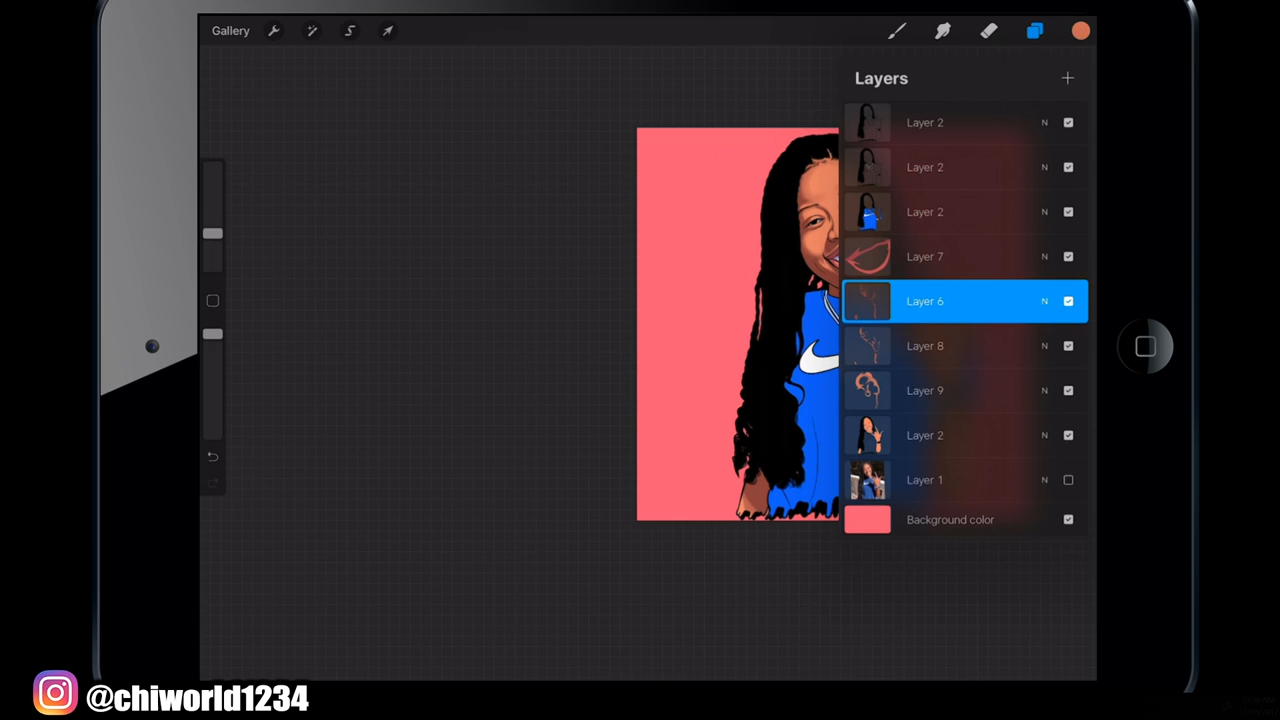 Gallery
Layers
Layer 2 N
Layer 2 N
Layer 2 N
Layer 7 N
Layer 6 N
Layer 8 N
Layer 9 N
Layer 2 N
Layer 1 N
Background color
@chiworld1234